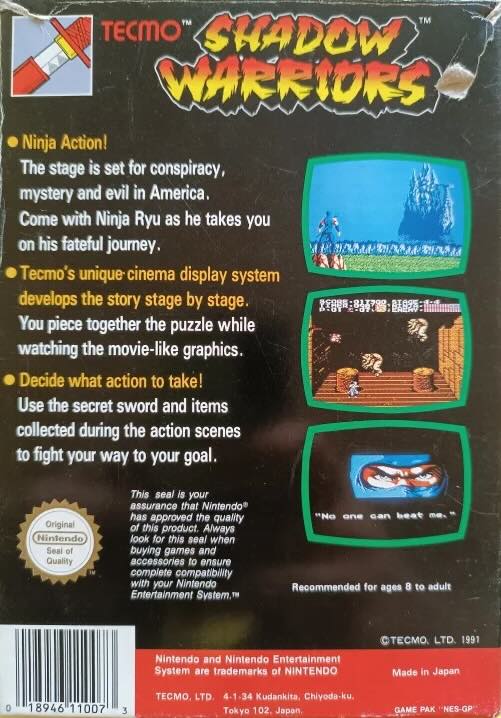 TECMO™ SHADOW WARRIORS™
● Ninja Action!
The stage is set for conspiracy,
mystery and evil in America.
Come with Ninja Ryu as he takes you
on his fateful journey.
● Tecmo's unique cinema display system
develops the story stage by stage.
You piece together the puzzle while
watching the movie-like graphics.
● Decide what action to take!
Use the secret sword and items
collected during the action scenes
to fight your way to your goal.
"No one can beat me."
Original
Nintendo
Seal of
Quality
TM
This seal is your
assurance that Nintendo®
has approved the quality
of this product. Always
look for this seal when
buying games and
accessories to ensure
complete compatibility
with your Nintendo
Entertainment System.™
Recommended for ages 8 to adult
©TECMO, LTD. 1991
Nintendo and Nintendo Entertainment
System are trademarks of NINTENDO
Made in Japan
TECMO, LTD. 4-1-34 Kudankita, Chiyoda-ku,
Tokyo 102, Japan.
GAME PAK "NES-GP"
0 18946 11007 3